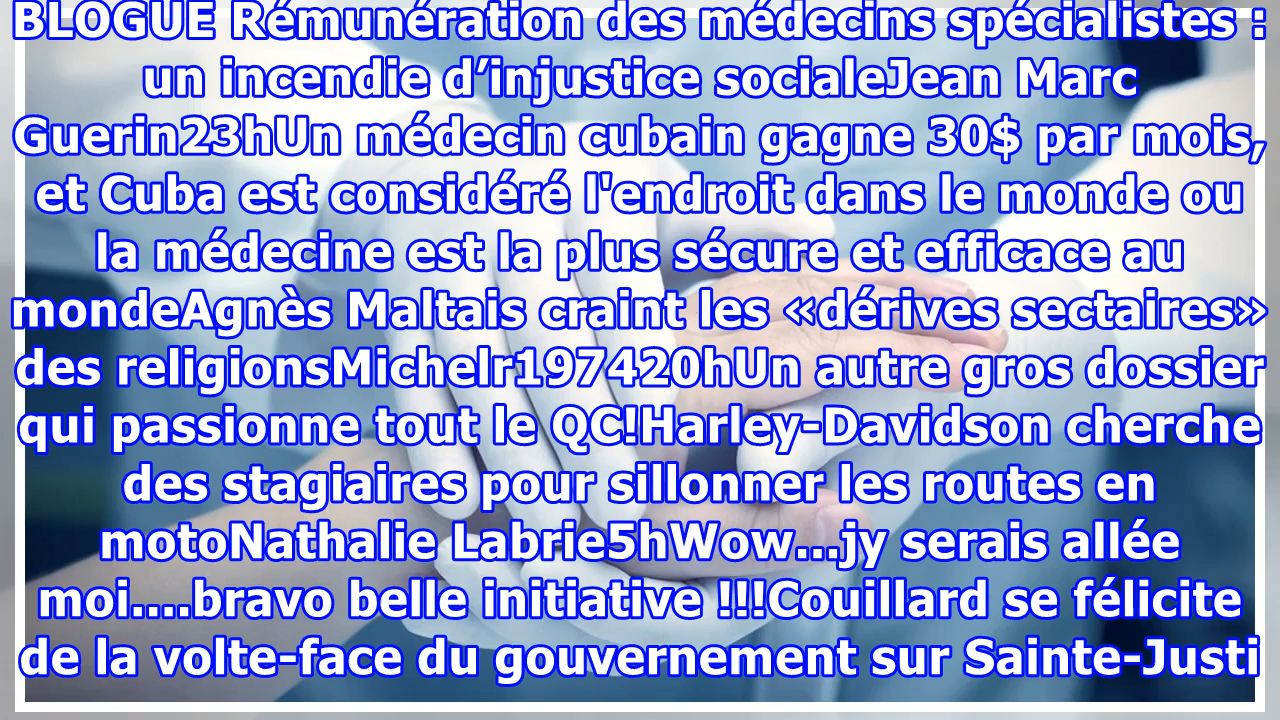 BLOGUE Rémunération des médecins spécialistes :
un incendie d’injustice socialeJean Marc
Guerin23hUn médecin cubain gagne 30$ par mois,
et Cuba est considéré l'endroit dans le monde ou
la médecine est la plus sécure et efficace au
mondeAgnès Maltais craint les «dérives sectaires»
des religionsMichelr197420hUn autre gros dossier
qui passionne tout le QC!Harley-Davidson cherche
des stagiaires pour sillonner les routes en
motoNathalie Labrie5hWow...jy serais allée
moi....bravo belle initiative !!!Couillard se félicite
de la volte-face du gouvernement sur Sainte-Justi